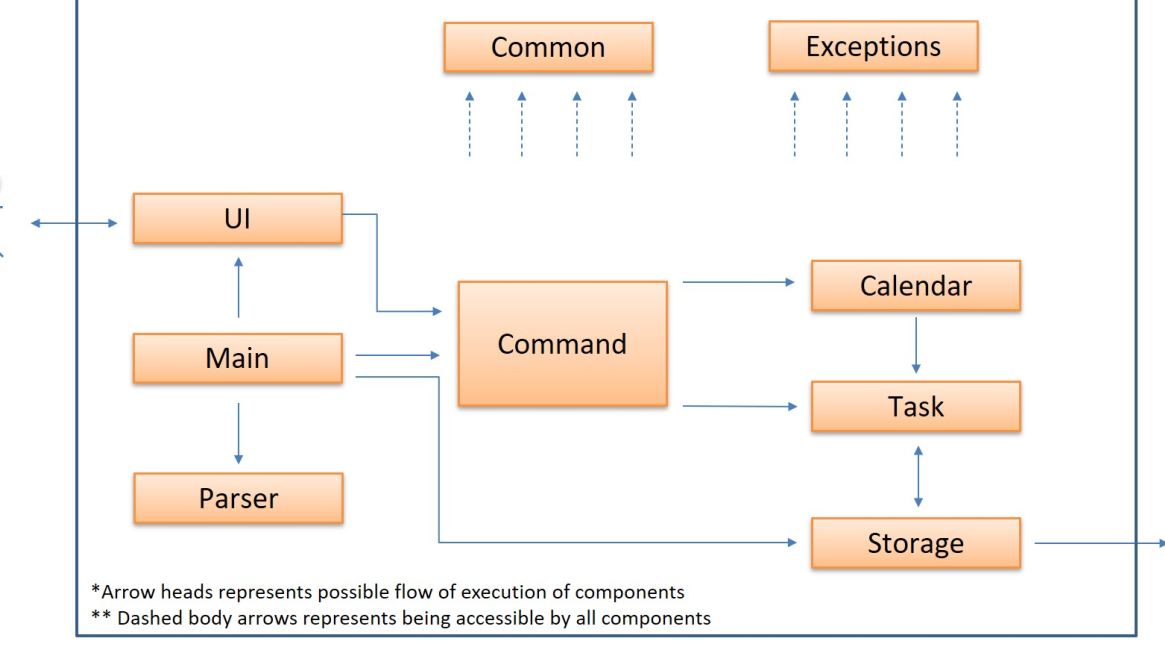 Common
Exceptions
UI
Calendar
Command
Main
Task
Parser
Storage
*Arrow heads represents possible flow of execution of components
** Dashed body arrows represents being accessible by all components